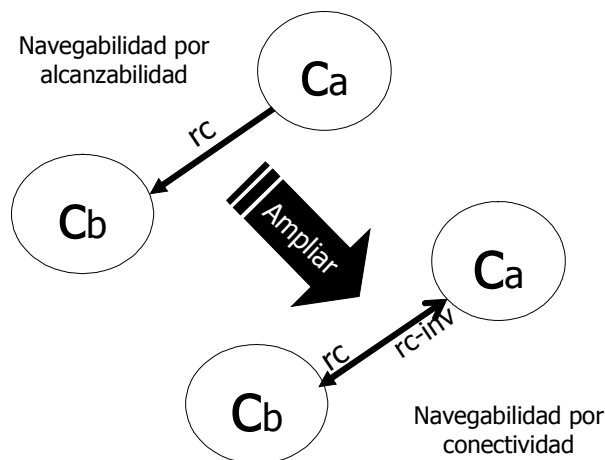 Navegabilidad por
alcanzabilidad
Ca
rc
Cb
Ampliar
Ca
rc
rc-inv
Cb
Navegabilidad por
conectividad